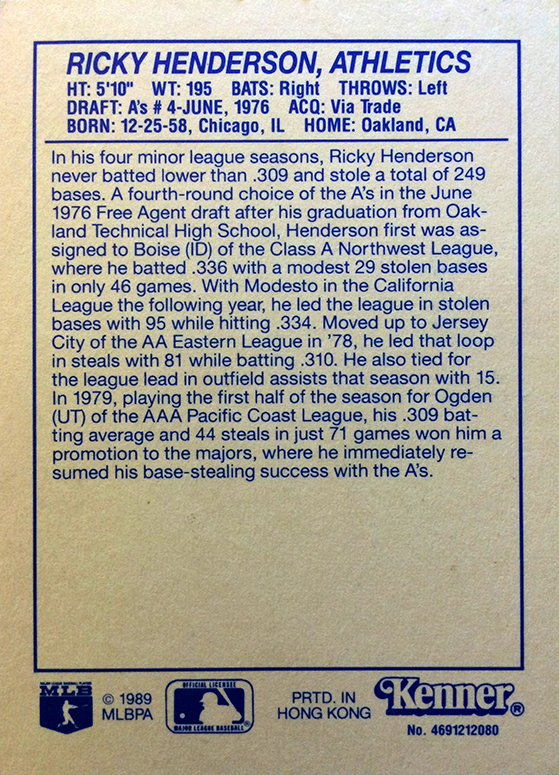 RICKY HENDERSON, ATHLETICS
HT: 5'10" WT: 195 BATS: Right THROWS: Left
DRAFT: A's # 4-JUNE, 1976 ACQ: Via Trade
BORN: 12-25-58, Chicago, IL HOME: Oakland, CA
In his four minor league seasons, Ricky Henderson
never batted lower than .309 and stole a total of 249
bases. A fourth-round choice of the A's in the June
1976 Free Agent draft after his graduation from Oak-
land Technical High School, Henderson first was as-
signed to Boise (ID) of the Class A Northwest League,
where he batted .336 with a modest 29 stolen bases
in only 46 games. With Modesto in the California
League the following year, he led the league in stolen
bases with 95 while hitting .334. Moved up to Jersey
City of the AA Eastern League in '78, he led that loop
in steals with 81 while batting .310. He also tied for
the league lead in outfield assists that season with 15.
In 1979, playing the first half of the season for Ogden
(UT) of the AAA Pacific Coast League, his .309 bat-
ting average and 44 steals in just 71 games won him a
promotion to the majors, where he immediately re-
sumed his base-stealing success with the A's.
MAJOR LEAGUE BASEBALL PLAYERS
MLB
© 1989
MLBPA
OFFICIAL LICENSEE
MAJOR LEAGUE BASEBALL®
PRTD. IN
HONG KONG
Kenner®
No. 4691212080